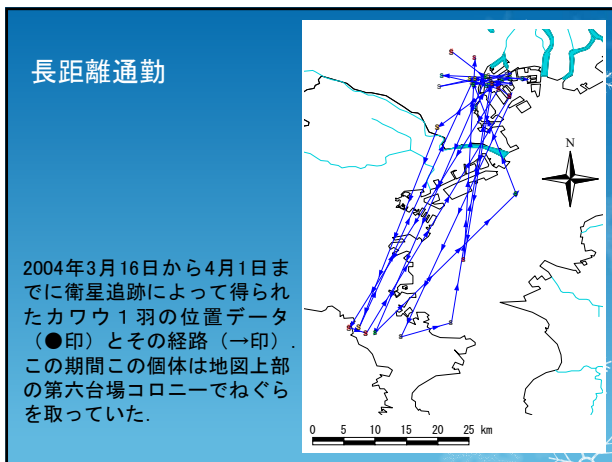 長距離通勤
N
2004年3月16日から4月1日ま
でに衛星追跡によって得られ
たカワウ１羽の位置データ
（●印）とその経路（→印）.
この期間この個体は地図上部
の第六台場コロニーでねぐら
を取っていた.
0 5 10 15 20 25 km